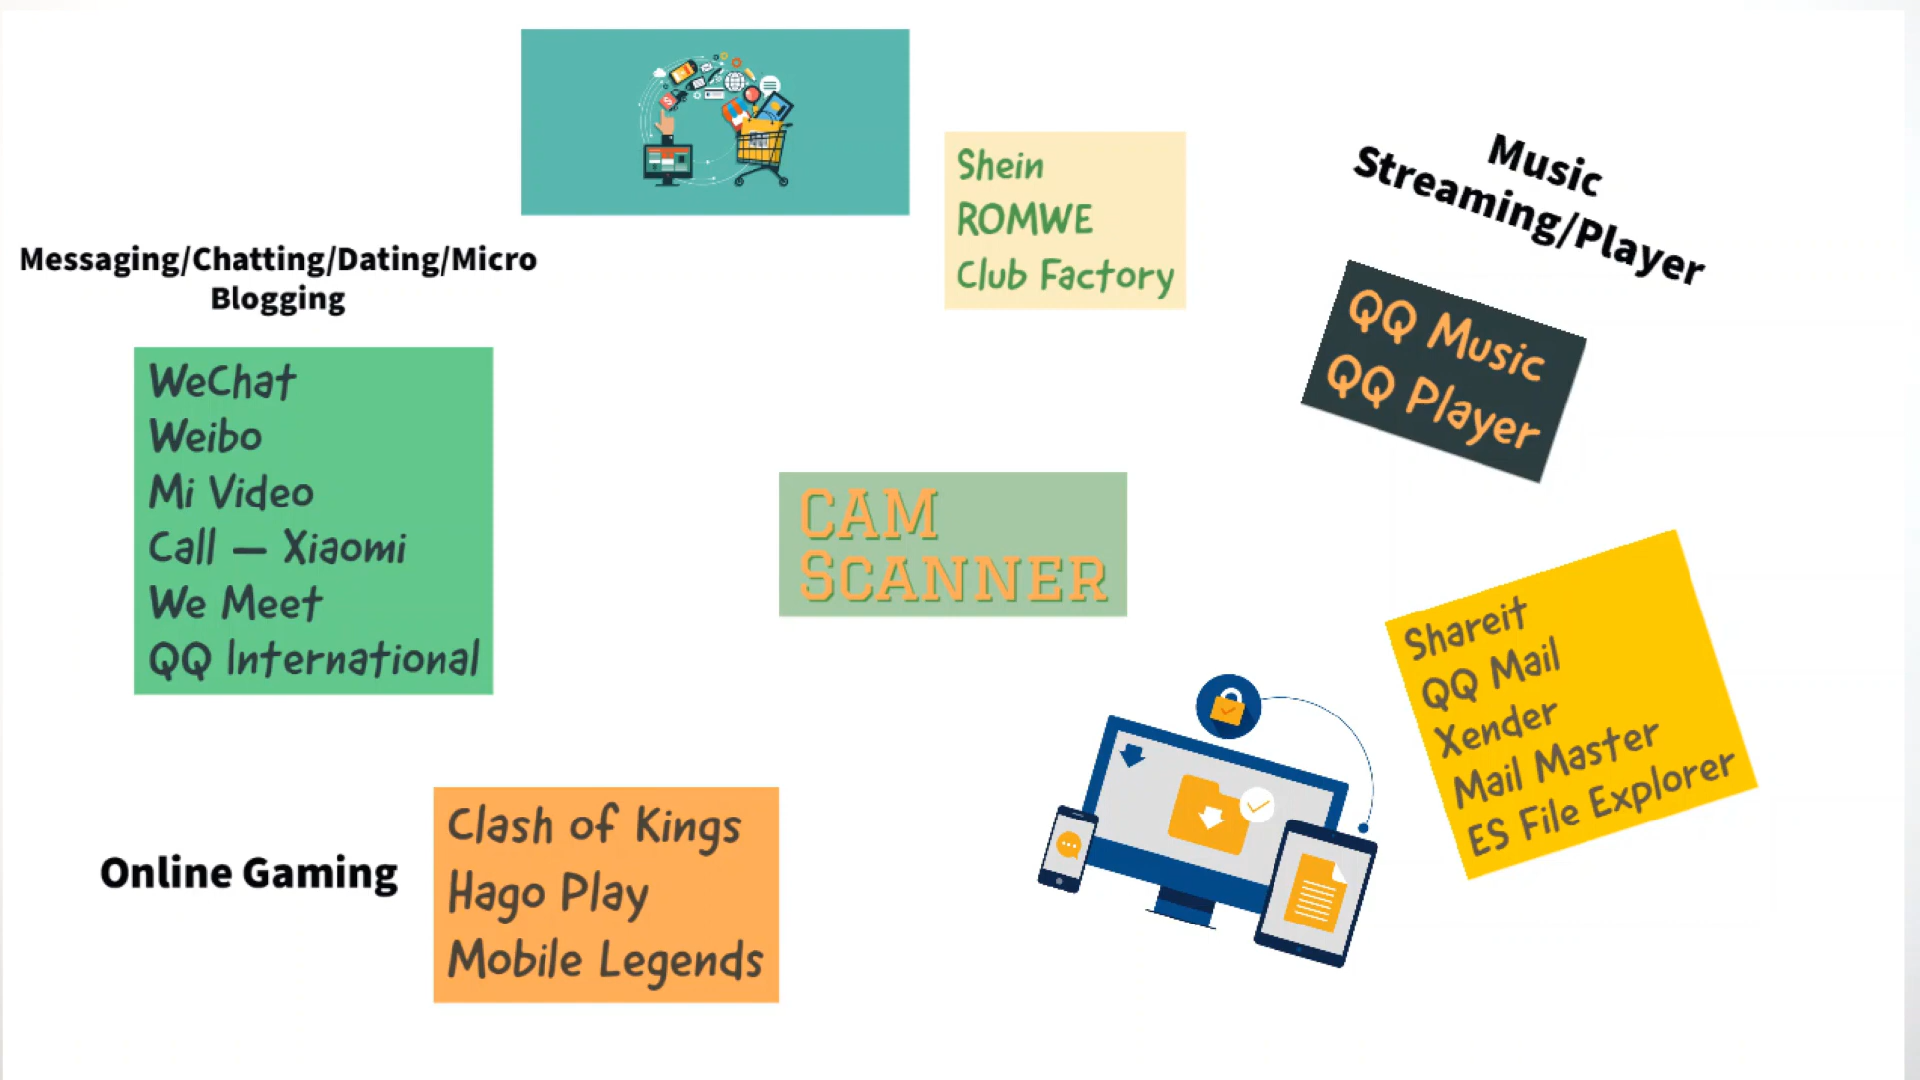 Shein
ROMWE
Club Factory
Music
Streaming/Player
QQ Music
QQ Player
Messaging/Chatting/Dating/Micro
Blogging
WeChat
Weibo
Mi Video
Call – Xiaomi
We Meet
QQ International
CAM
SCANNER
Shareit
QQ Mail
Xender
Mail Master
ES File Explorer
Online Gaming
Clash of Kings
Hago Play
Mobile Legends